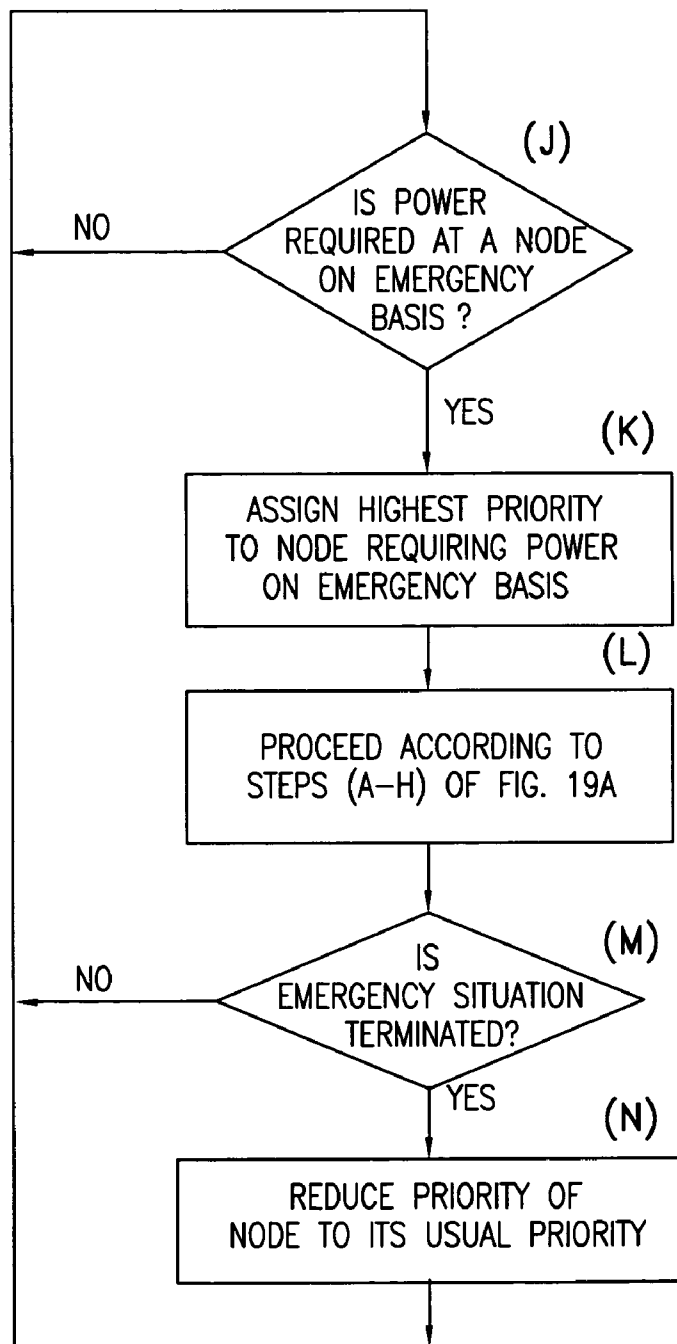 (J)
IS POWER
REQUIRED AT A NODE
ON EMERGENCY
BASIS ?
NO
YES
(K)
ASSIGN HIGHEST PRIORITY
TO NODE REQUIRING POWER
ON EMERGENCY BASIS
(L)
PROCEED ACCORDING TO
STEPS (A–H) OF FIG. 19A
(M)
IS
EMERGENCY SITUATION
TERMINATED?
NO
YES
(N)
REDUCE PRIORITY OF
NODE TO ITS USUAL PRIORITY